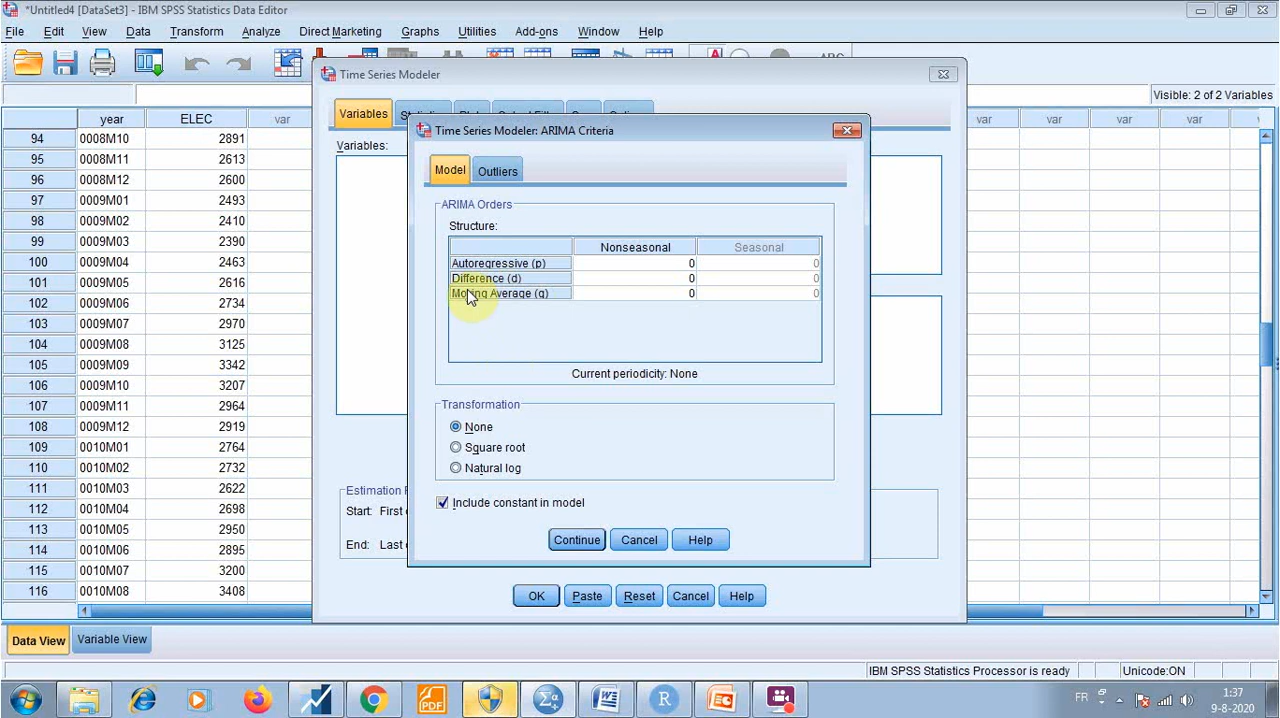 *Untitled4 [DataSet3] - IBM SPSS Statistics Data Editor
File Edit View Data Transform Analyze Direct Marketing Graphs Utilities Add-ons Window Help
Visible: 2 of 2 Variables
year ELEC var var var var
94 0008M10 2891
95 0008M11 2613
96 0008M12 2600
97 0009M01 2493
98 0009M02 2410
99 0009M03 2390
100 0009M04 2463
101 0009M05 2616
102 0009M06 2734
103 0009M07 2970
104 0009M08 3125
105 0009M09 3342
106 0009M10 3207
107 0009M11 2964
108 0009M12 2919
109 0010M01 2764
110 0010M02 2732
111 0010M03 2622
112 0010M04 2698
113 0010M05 2950
114 0010M06 2895
115 0010M07 3200
116 0010M08 3408
Time Series Modeler
Variables
Variables:
Time Series Modeler: ARIMA Criteria
Model Outliers
ARIMA Orders
Structure:
Nonseasonal Seasonal
Autoregressive (p) 0 0
Difference (d) 0 0
Moving Average (q) 0 0
Current periodicity: None
Transformation
None
Square root
Natural log
Include constant in model
Continue Cancel Help
Estimation
Start: First
End: Last
OK Paste Reset Cancel Help
Data View Variable View
IBM SPSS Statistics Processor is ready Unicode:ON
PDF
FR
1:37
9-8-2020